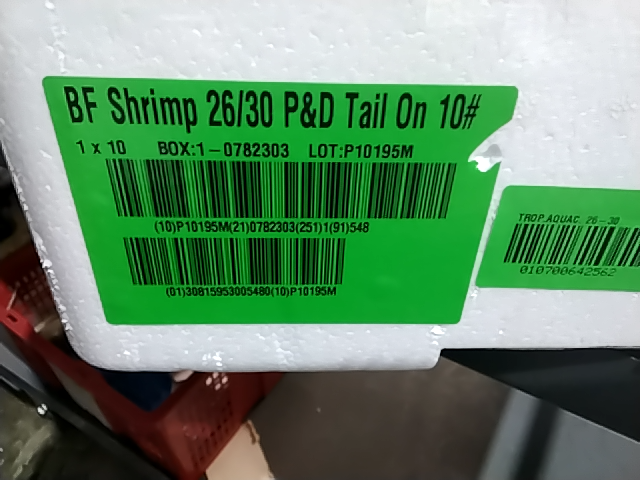 BF Shrimp 26/30 P&D Tail On 10#
1 x 10 BOX:1-0782303 LOT:P10195M
(10)P10195M(21)0782303(251)1(91)548
(01)30815953005480(10)P10195M
TROP.AQUAC 26-30
010700642562